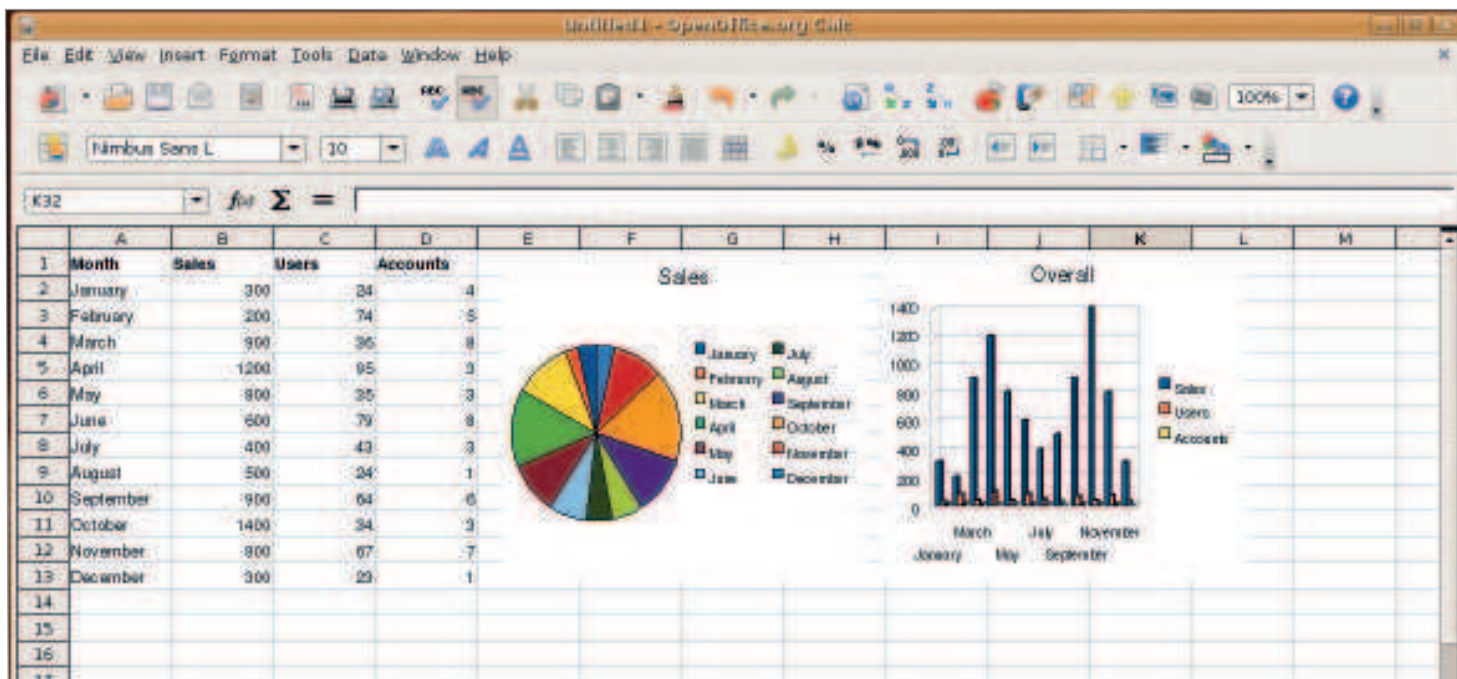 Untitled1 - OpenOffice.org Calc
File Edit View Insert Format Tools Data Window Help
100%
Nimbus Sans L 10
K32 f(x) Σ =
A B C D E F G H I J K L M
1 Month Sales Users Accounts
2 January 300 24 4
3 February 200 74 5
4 March 900 36 8
5 April 1200 95 3
6 May 800 35 3
7 June 600 79 8
8 July 400 43 3
9 August 500 24 1
10 September 900 64 6
11 October 1400 34 3
12 November 800 67 7
13 December 300 23 1
14
15
16
Sales
January July
February August
March September
April October
May November
June December
Overall
1400
1200
1000
800
600
400
200
0
March July November
January May September
Sales
Users
Accounts